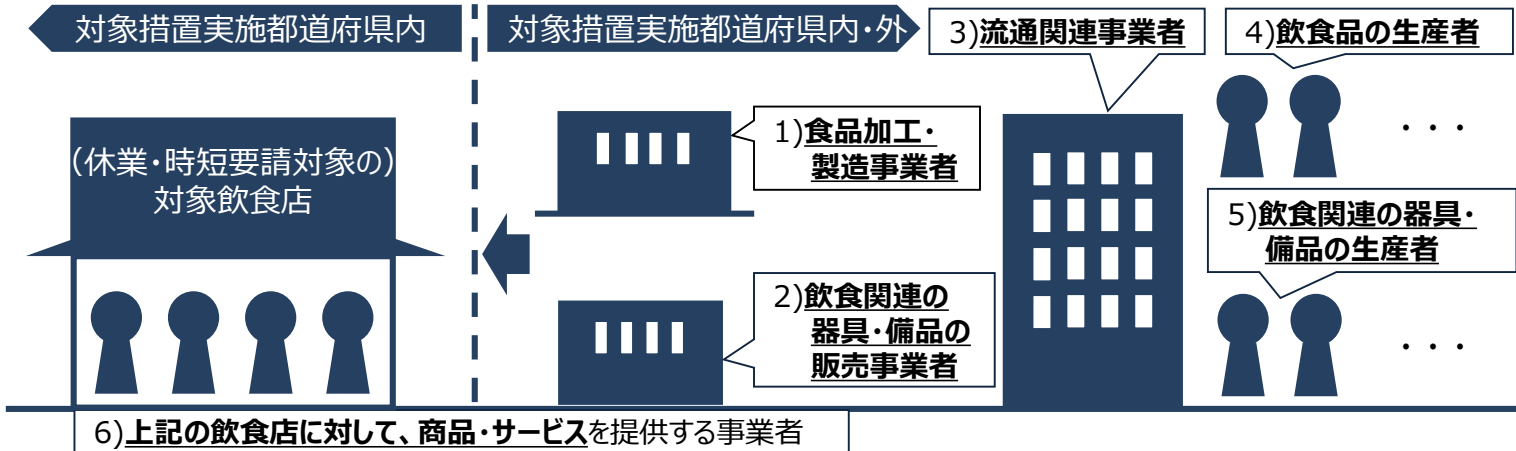 対象措置実施都道府県内
対象措置実施都道府県内・外
3)流通関連事業者
4)飲食品の生産者
(休業・時短要請対象の)
対象飲食店
1)食品加工・
製造事業者
・・・
5)飲食関連の器具・
備品の生産者
2)飲食関連の
器具・備品の
販売事業者
・・・
6)上記の飲食店に対して、商品・サービスを提供する事業者